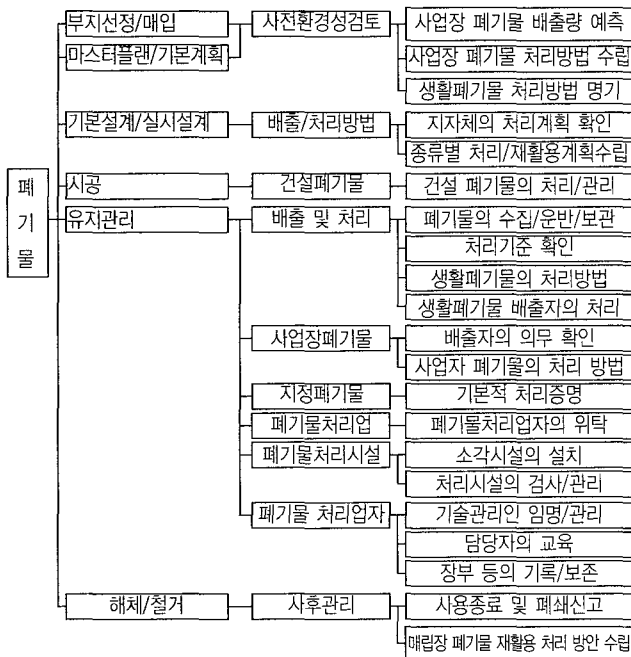 폐기물
부지선정/매입
사전환경성검토
사업장 폐기물 배출량 예측
마스터플랜/기본계획
사업장 폐기물 처리방법 수립
생활폐기물 처리방법 명기
기본설계/실시설계
배출/처리방법
지자체의 처리계획 확인
종류별 처리/재활용계획수립
시공
건설폐기물
건설 폐기물의 처리/관리
유지관리
배출 및 처리
폐기물의 수집/운반/보관
처리기준 확인
생활폐기물의 처리방법
생활폐기물 배출자의 처리
사업장폐기물
배출자의 의무 확인
사업자 폐기물의 처리 방법
지정폐기물
기본적 처리증명
폐기물처리업
폐기물처리업자의 위탁
폐기물처리시설
소각시설의 설치
처리시설의 검사/관리
폐기물 처리업자
기술관리인 임명/관리
담당자의 교육
장부 등의 기록/보존
해체/철거
사후관리
사용종료 및 폐쇄신고
매립장 폐기물 재활용 처리 방안 수립